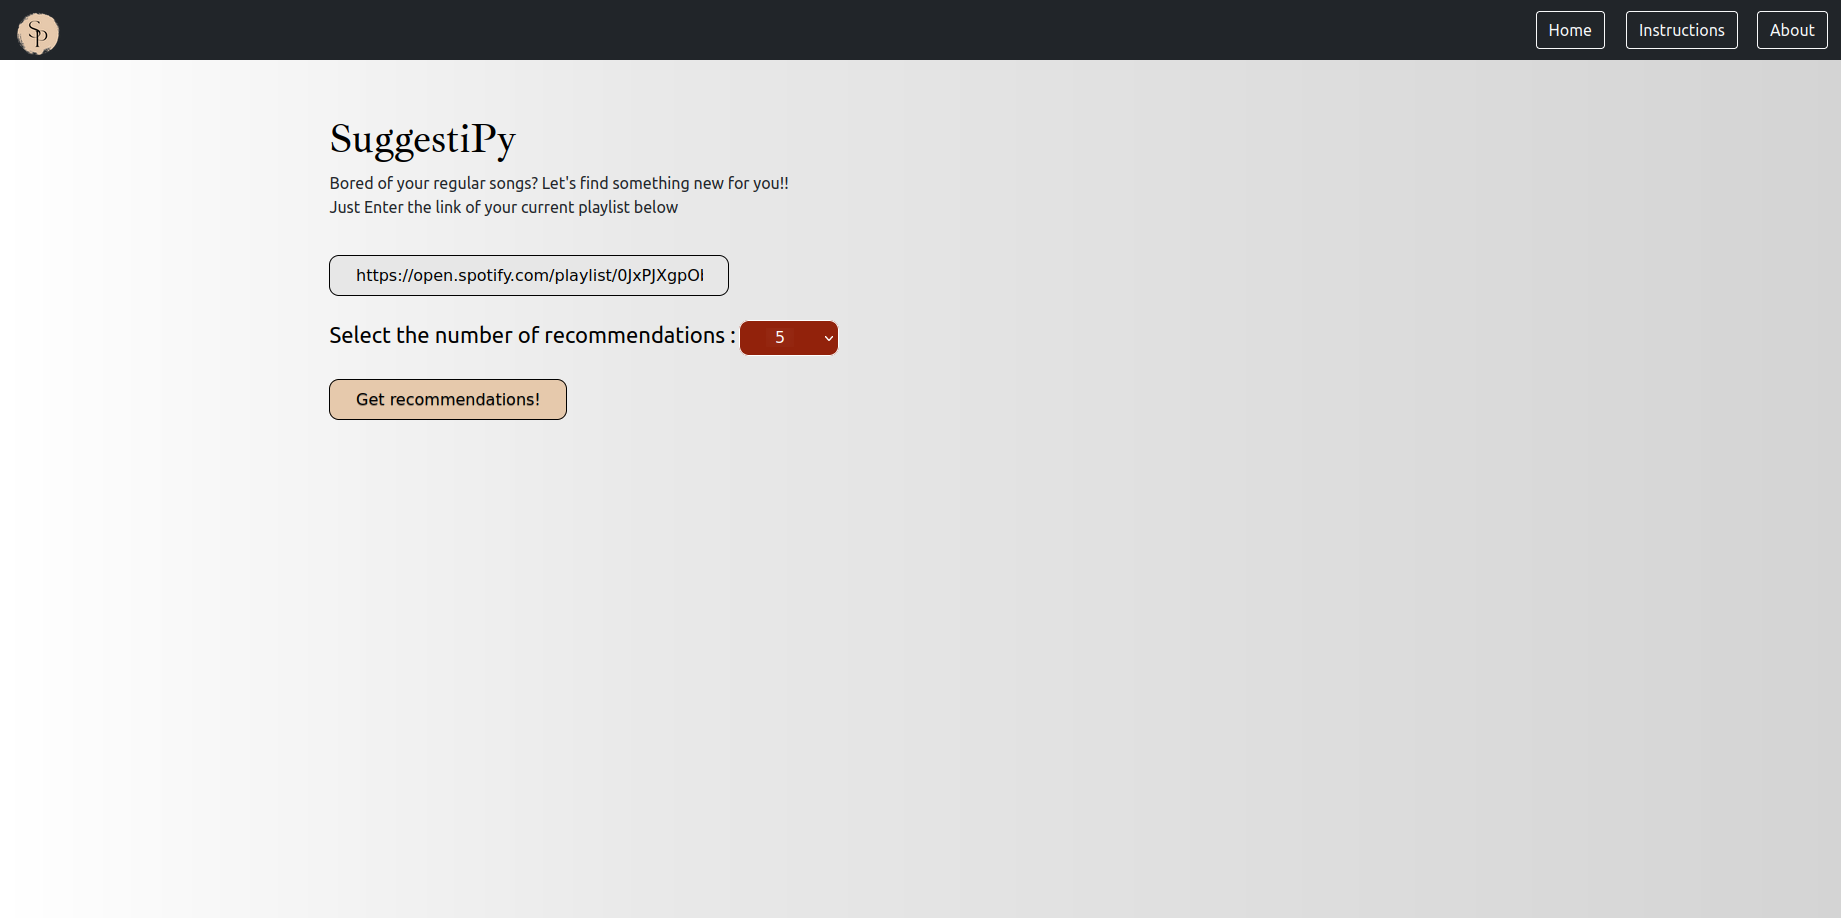 SP
Home Instructions About
SuggestiPy
Bored of your regular songs? Let's find something new for you!!
Just Enter the link of your current playlist below
https://open.spotify.com/playlist/0JxPJXgpO
Select the number of recommendations : 5
Get recommendations!